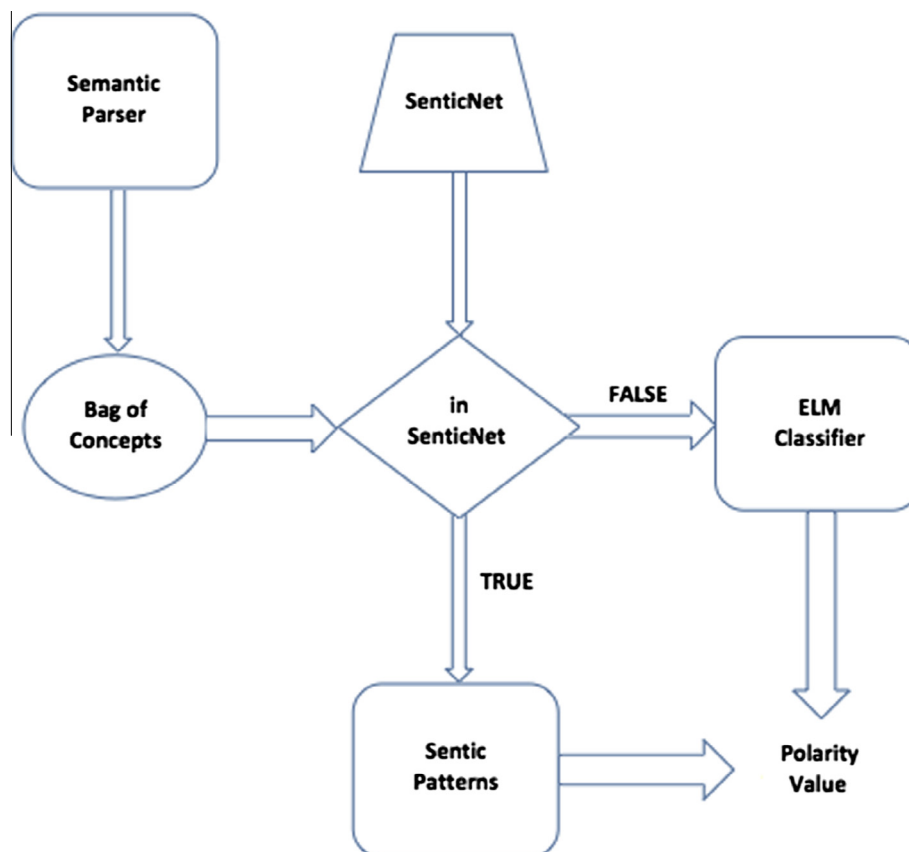 Semantic
Parser
SenticNet
Bag of
Concepts
in
SenticNet
FALSE
ELM
Classifier
TRUE
Sentic
Patterns
Polarity
Value